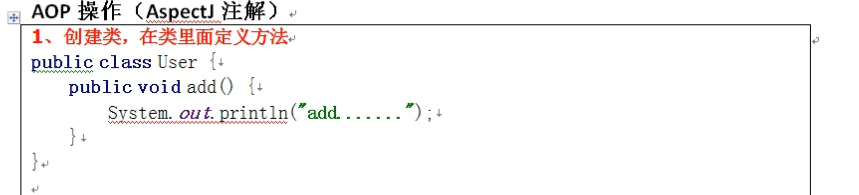 AOP 操作（AspectJ 注解）
1、创建类，在类里面定义方法
public class User {
public void add() {
System.out.println("add.......");
}
}